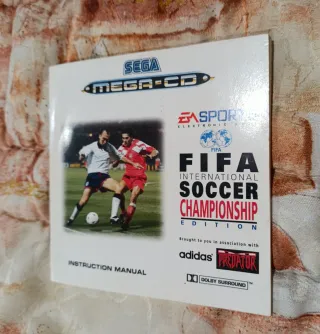 SEGA
MEGA-CD
EA SPORTS
FIFA
FIFA
INTERNATIONAL
SOCCER
CHAMPIONSHIP
EDITION
Brought to you in association with
adidas PREDATOR
DOLBY SURROUND
INSTRUCTION MANUAL